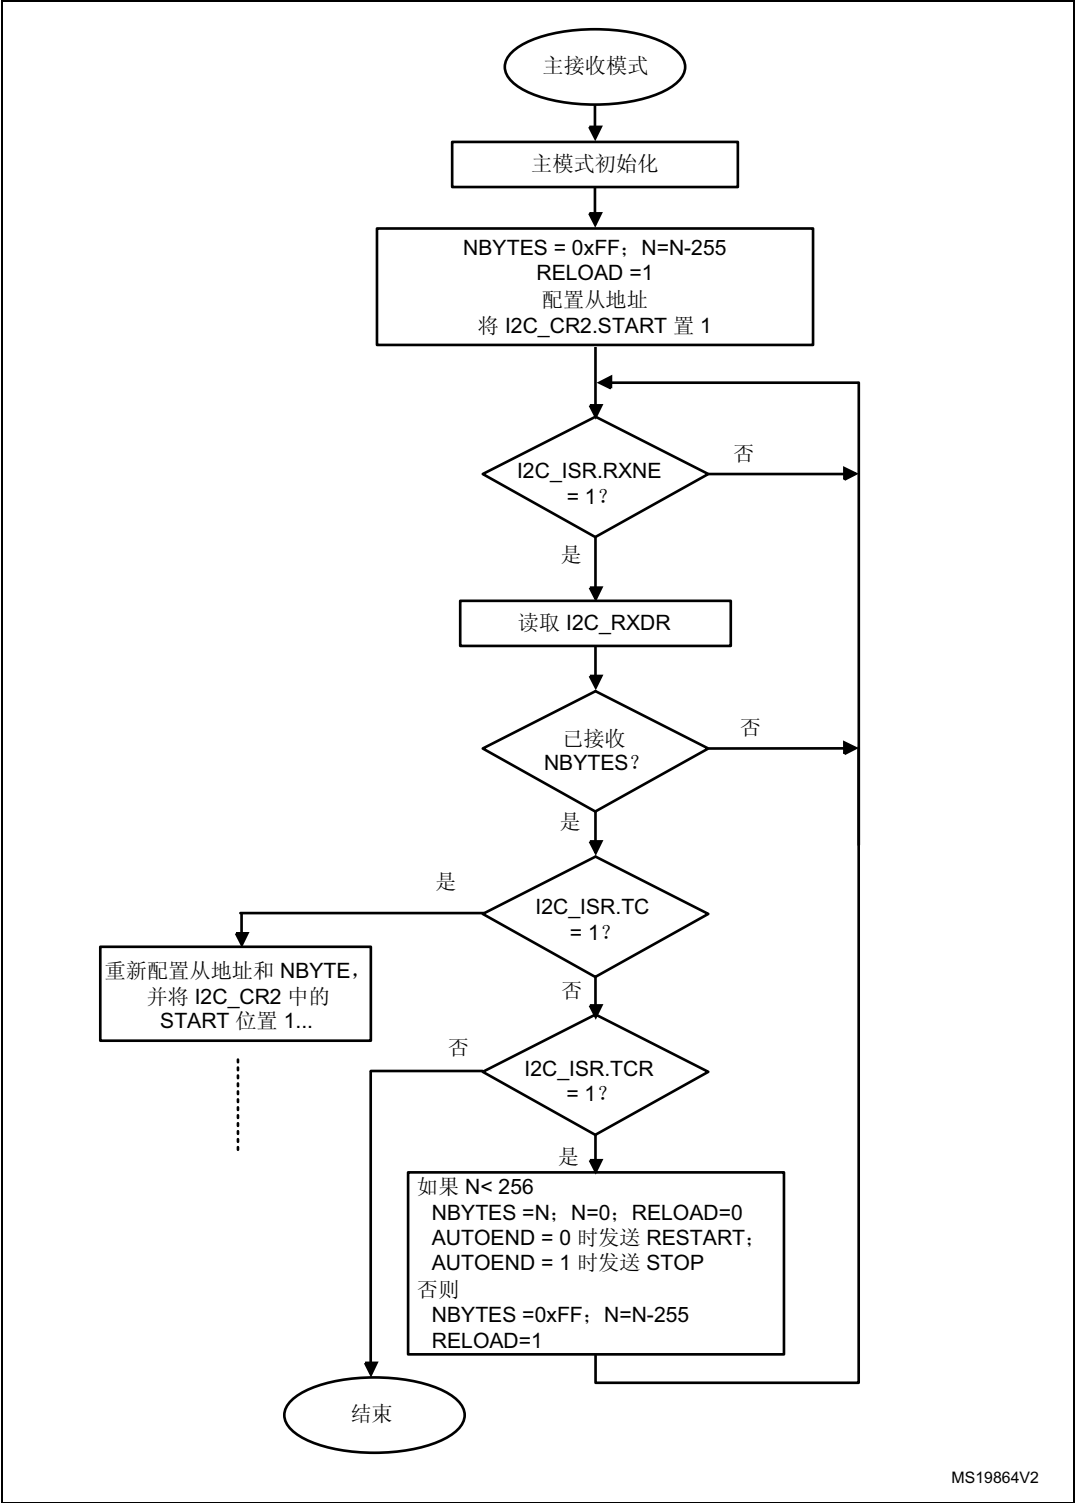 主接收模式
主模式初始化
NBYTES = 0xFF；N=N-255
RELOAD =1
配置从地址
将 I2C_CR2.START 置 1
I2C_ISR.RXNE
= 1？
否
是
读取 I2C_RXDR
已接收
NBYTES？
否
是
I2C_ISR.TC
= 1？
是
重新配置从地址和 NBYTE，
并将 I2C_CR2 中的
START 位置 1...
否
I2C_ISR.TCR
= 1？
否
是
如果 N< 256
NBYTES =N；N=0；RELOAD=0
AUTOEND = 0 时发送 RESTART；
AUTOEND = 1 时发送 STOP
否则
NBYTES =0xFF；N=N-255
RELOAD=1
结束
MS19864V2